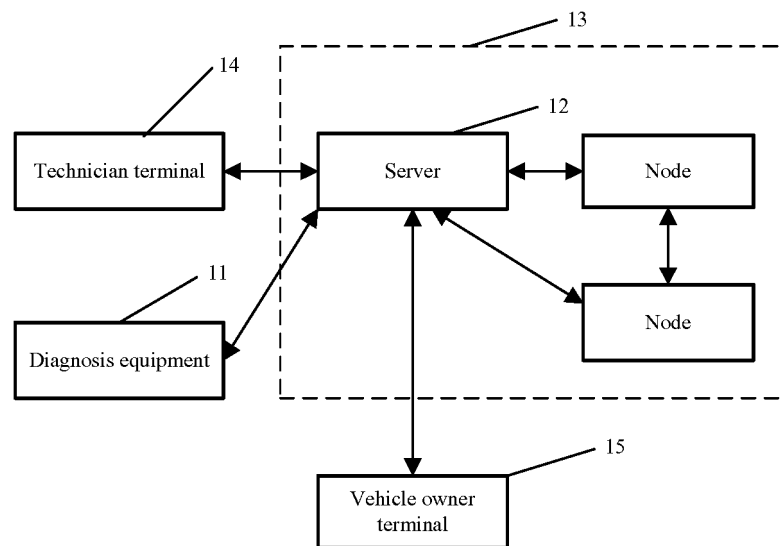 13
14
12
Technician terminal
Server
Node
11
Diagnosis equipment
Node
15
Vehicle owner
terminal